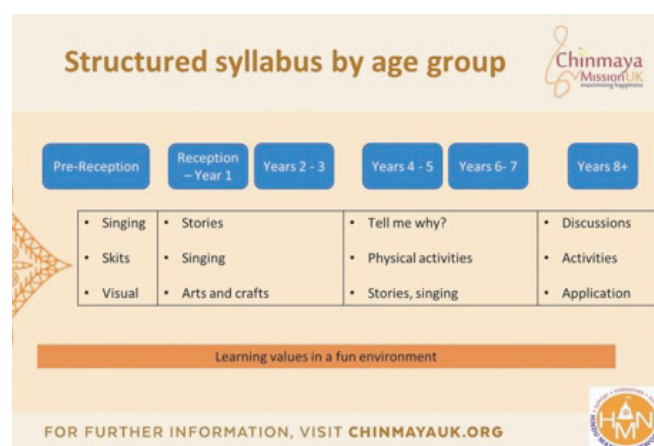 Structured syllabus by age group
Chinmaya
Mission UK
maximising happiness
Pre-Reception
Reception
– Year 1
Years 2 - 3
Years 4 - 5
Years 6- 7
Years 8+
• Singing
• Skits
• Visual
• Stories
• Singing
• Arts and crafts
• Tell me why?
• Physical activities
• Stories, singing
• Discussions
• Activities
• Application
Learning values in a fun environment
FOR FURTHER INFORMATION, VISIT CHINMAYAUK.ORG